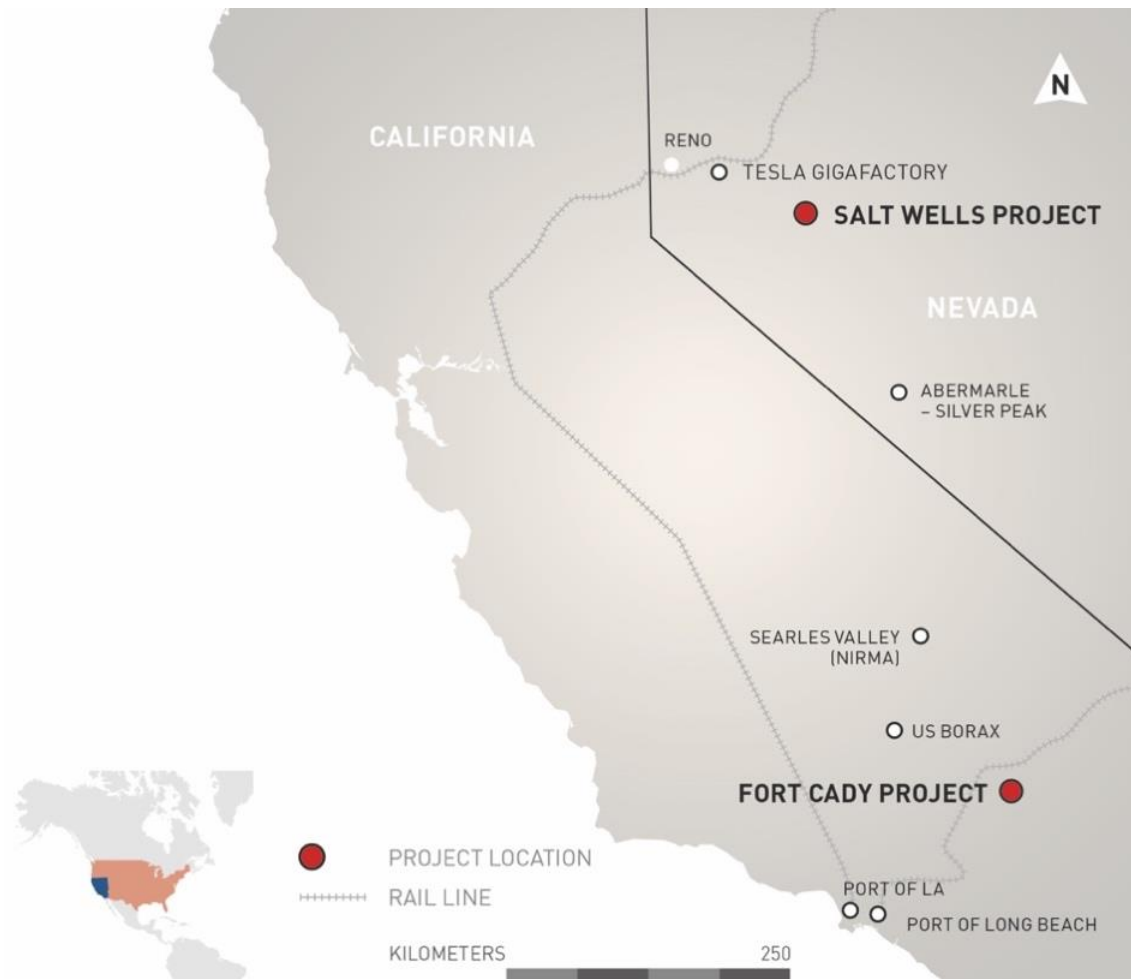 N
CALIFORNIA
RENO
TESLA GIGAFACTORY
SALT WELLS PROJECT
NEVADA
ABERMARLE
– SILVER PEAK
SEARLES VALLEY
(NIRMA)
US BORAX
FORT CADY PROJECT
PROJECT LOCATION
RAIL LINE
PORT OF LA
PORT OF LONG BEACH
KILOMETERS
250